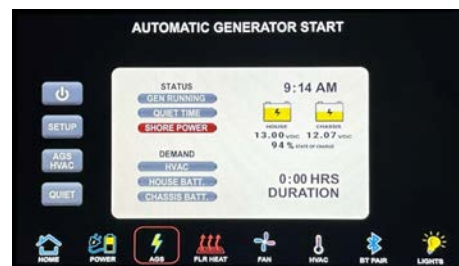 AUTOMATIC GENERATOR START
STATUS
GEN RUNNING
QUIET TIME
SHORE POWER
DEMAND
HVAC
HOUSE BATT.
CHASSIS BATT.
9:14 AM
HOUSE CHASSIS
13.00 VDC 12.07 VDC
94 % STATE OF CHARGE
0:00 HRS
DURATION
SETUP
AGS
HVAC
QUIET
HOME POWER AGS FLR HEAT FAN HVAC BT PAIR LIGHTS